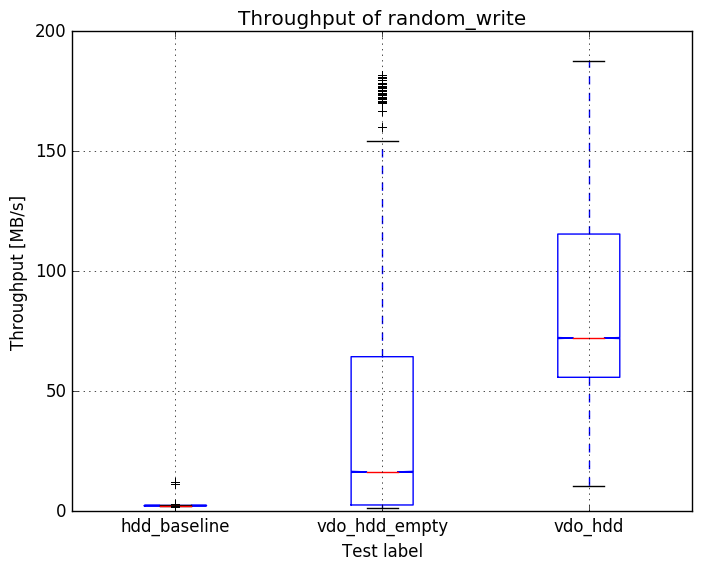 Throughput of random_write
200
150
100
50
0
Throughput [MB/s]
hdd_baseline vdo_hdd_empty vdo_hdd
Test label